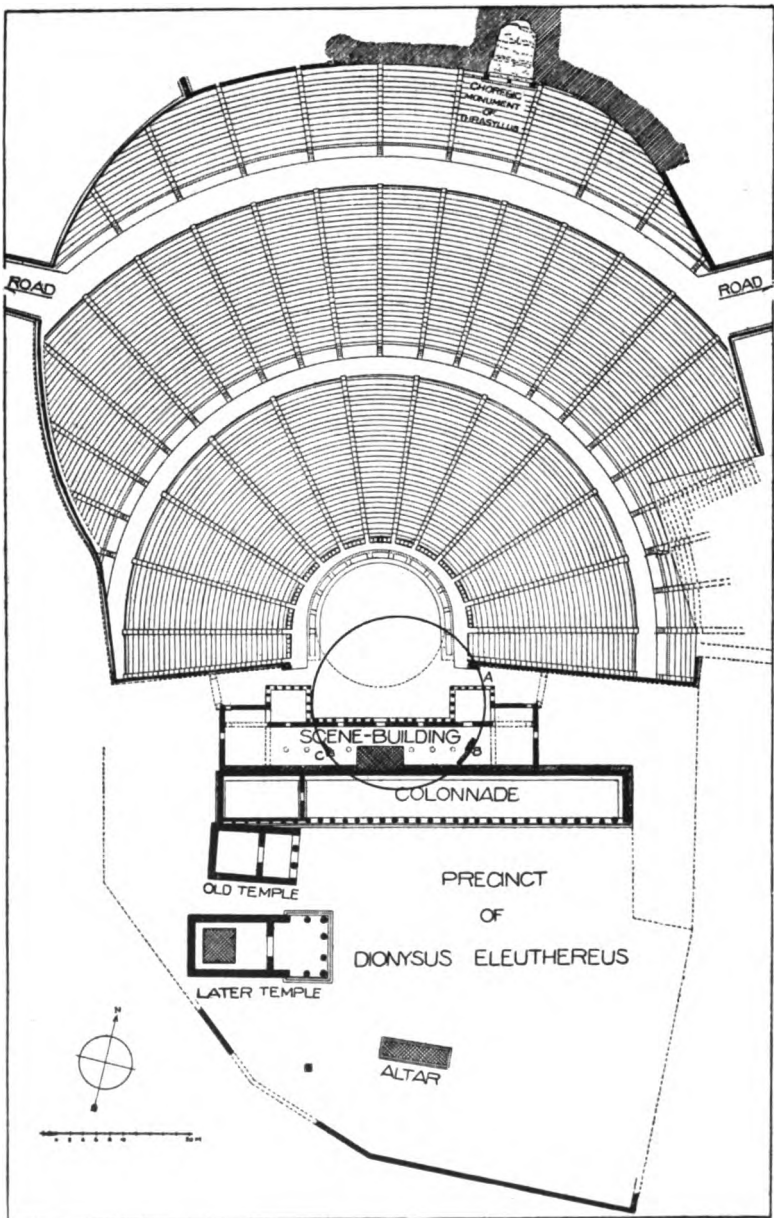 CHOREGIC
MONUMENT
OF
THRASYLLUS
ROAD
ROAD
A
SCENE-BUILDING
C
B
COLONNADE
OLD TEMPLE
PRECINCT
OF
DIONYSUS ELEUTHEREUS
LATER TEMPLE
N
ALTAR